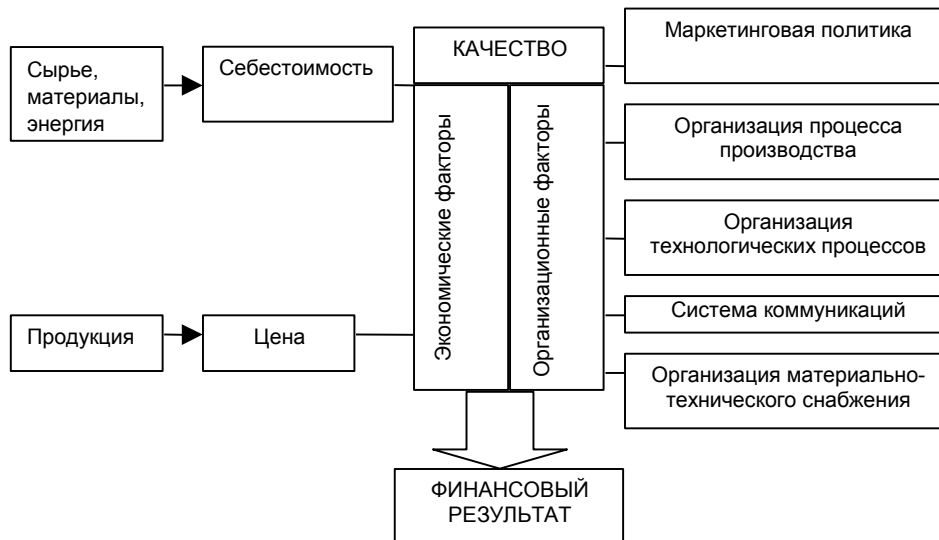 Сырье,
материалы,
энергия
Себестоимость
КАЧЕСТВО
Маркетинговая политика
Организация процесса
производства
Организация
технологических процессов
Система коммуникаций
Организация материально-
технического снабжения
Экономические факторы
Организационные факторы
Продукция
Цена
ФИНАНСОВЫЙ
РЕЗУЛЬТАТ